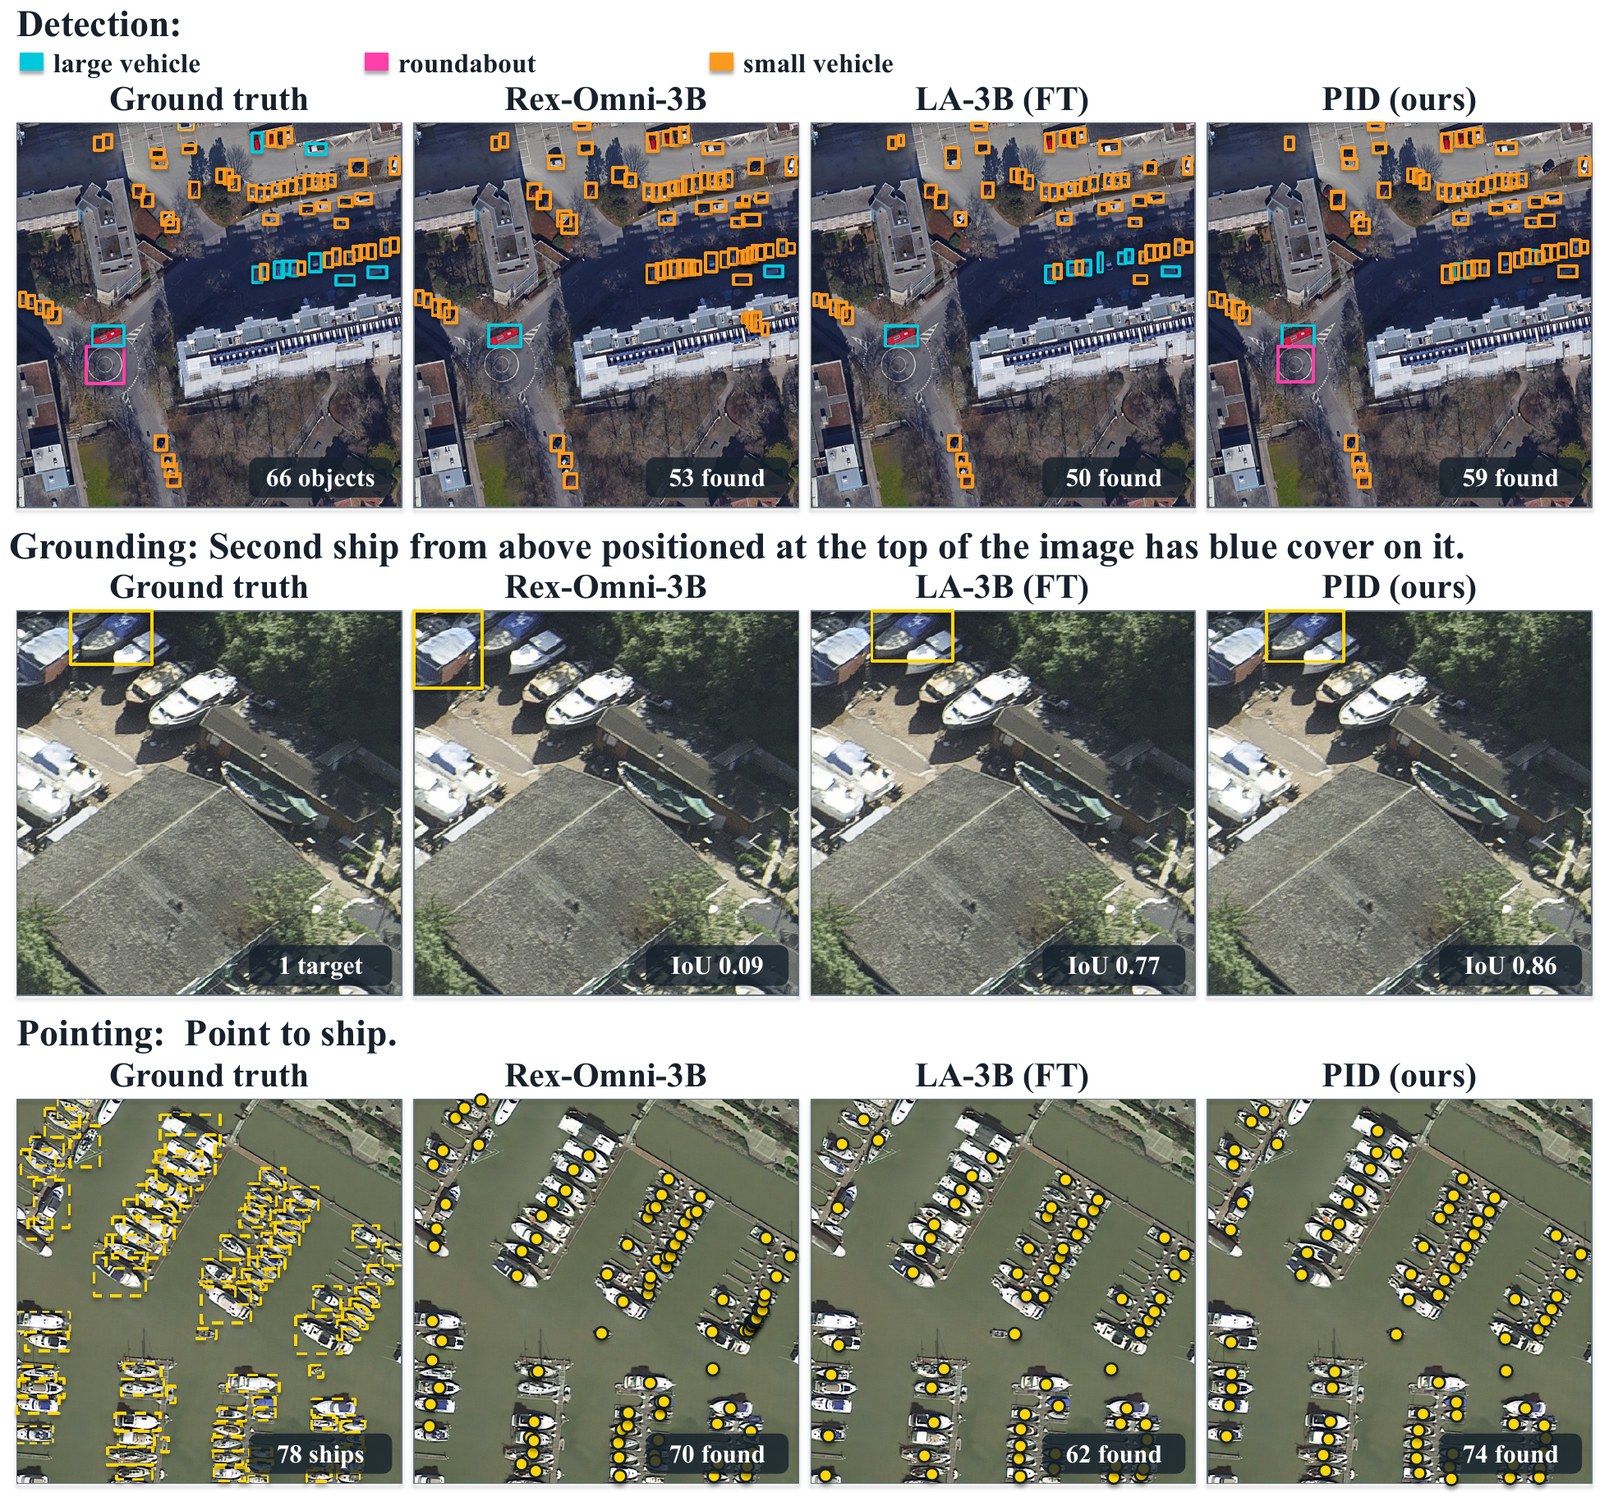 Detection:
large vehicle roundabout small vehicle
Ground truth Rex-Omni-3B LA-3B (FT) PID (ours)
66 objects 53 found 50 found 59 found
Grounding: Second ship from above positioned at the top of the image has blue cover on it.
Ground truth Rex-Omni-3B LA-3B (FT) PID (ours)
1 target IoU 0.09 IoU 0.77 IoU 0.86
Pointing: Point to ship.
Ground truth Rex-Omni-3B LA-3B (FT) PID (ours)
78 ships 70 found 62 found 74 found